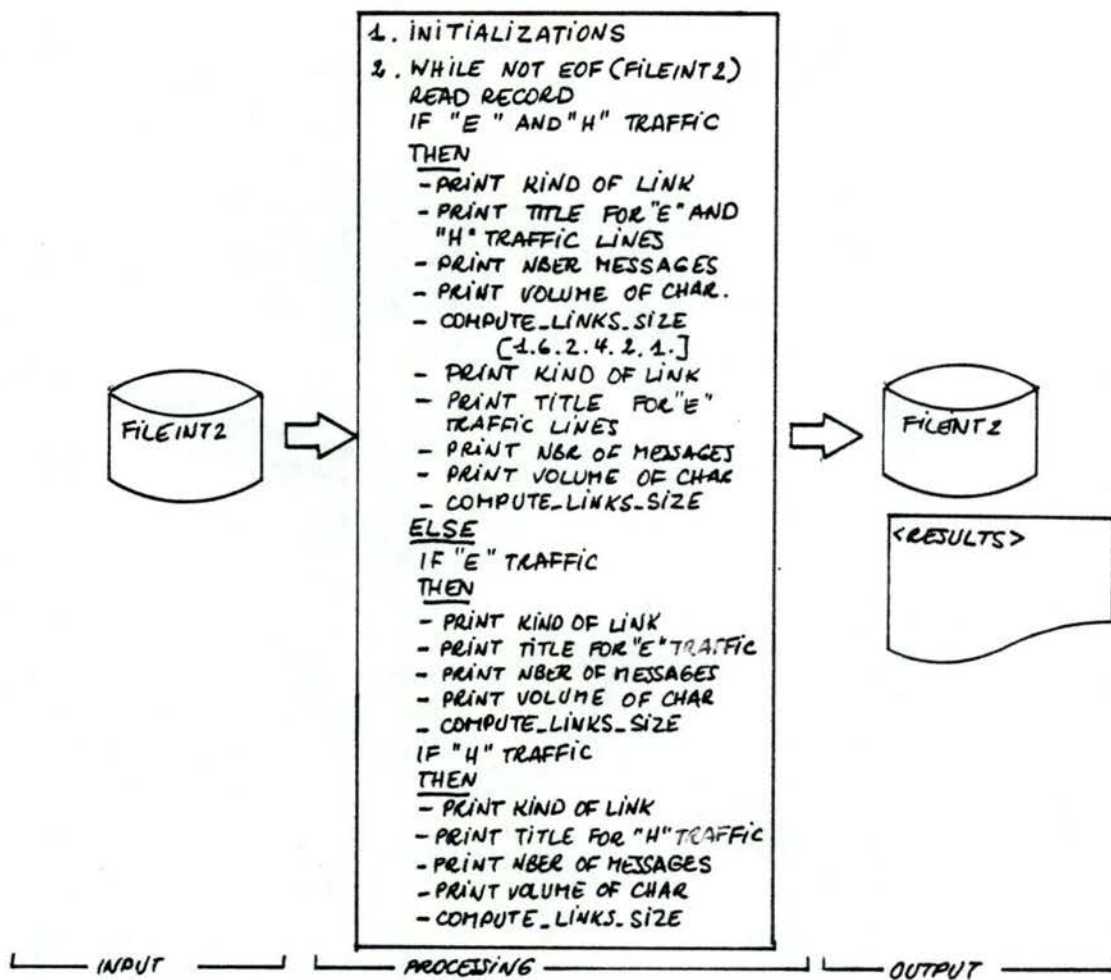 1. INITIALIZATIONS
2. WHILE NOT EOF (FILEINT2)
READ RECORD
IF "E " AND "H" TRAFFIC
THEN
- PRINT KIND OF LINK
- PRINT TITLE FOR "E" AND
"H" TRAFFIC LINES
- PRINT NBER MESSAGES
- PRINT VOLUME OF CHAR.
- COMPUTE_LINKS_SIZE
[1.6.2.4.2.1.]
- PRINT KIND OF LINK
- PRINT TITLE FOR "E"
TRAFFIC LINES
- PRINT NBR OF MESSAGES
- PRINT VOLUME OF CHAR
- COMPUTE_LINKS_SIZE
ELSE
IF "E" TRAFFIC
THEN
- PRINT KIND OF LINK
- PRINT TITLE FOR "E" TRAFFIC
- PRINT NBER OF MESSAGES
- PRINT VOLUME OF CHAR
- COMPUTE_LINKS_SIZE
IF "H" TRAFFIC
THEN
- PRINT KIND OF LINK
- PRINT TITLE FOR "H" TRAFFIC
- PRINT NBER OF MESSAGES
- PRINT VOLUME OF CHAR
- COMPUTE_LINKS_SIZE
FILEINT2
FILENT2
<RESULTS>
INPUT
PROCESSING
OUTPUT